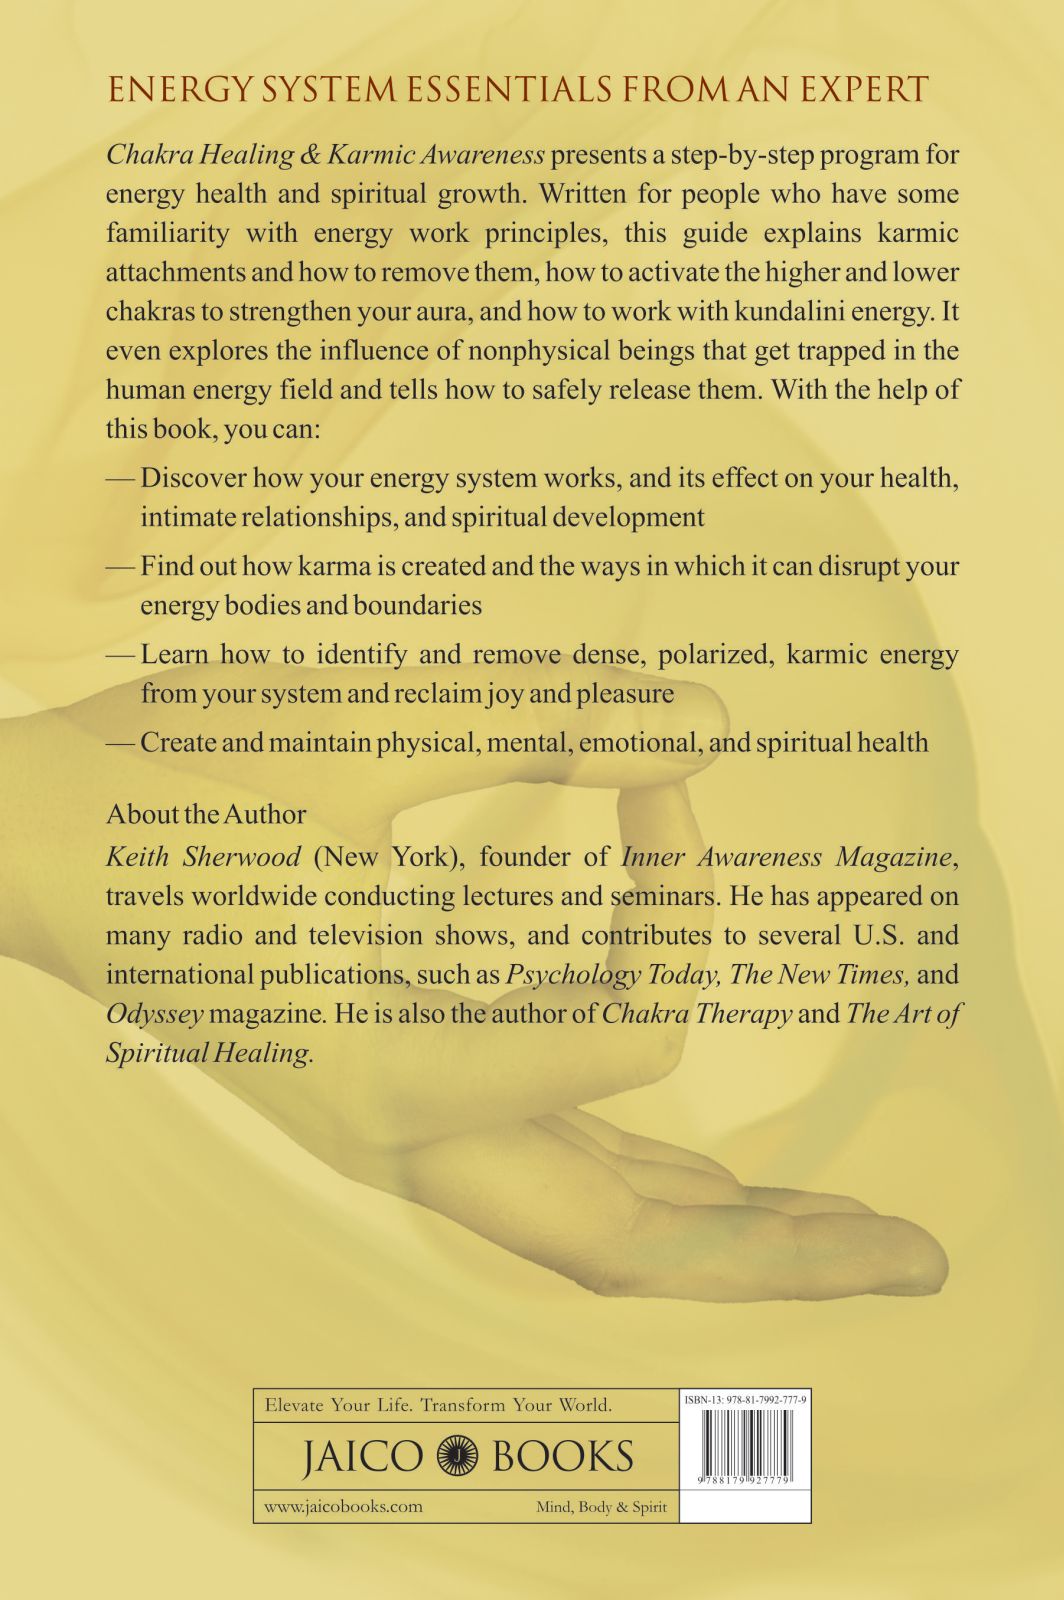 ENERGY SYSTEM ESSENTIALS FROM AN EXPERT
Chakra Healing & Karmic Awareness presents a step-by-step program for
energy health and spiritual growth. Written for people who have some
familiarity with energy work principles, this guide explains karmic
attachments and how to remove them, how to activate the higher and lower
chakras to strengthen your aura, and how to work with kundalini energy. It
even explores the influence of nonphysical beings that get trapped in the
human energy field and tells how to safely release them. With the help of
this book, you can:
— Discover how your energy system works, and its effect on your health,
intimate relationships, and spiritual development
— Find out how karma is created and the ways in which it can disrupt your
energy bodies and boundaries
— Learn how to identify and remove dense, polarized, karmic energy
from your system and reclaim joy and pleasure
— Create and maintain physical, mental, emotional, and spiritual health
About the Author
Keith Sherwood (New York), founder of Inner Awareness Magazine,
travels worldwide conducting lectures and seminars. He has appeared on
many radio and television shows, and contributes to several U.S. and
international publications, such as Psychology Today, The New Times, and
Odyssey magazine. He is also the author of Chakra Therapy and The Art of
Spiritual Healing.
Elevate Your Life. Transform Your World.
JAICO J BOOKS
www.jaicobooks.com Mind, Body & Spirit
ISBN-13: 978-81-7992-777-9
9 788179 927779